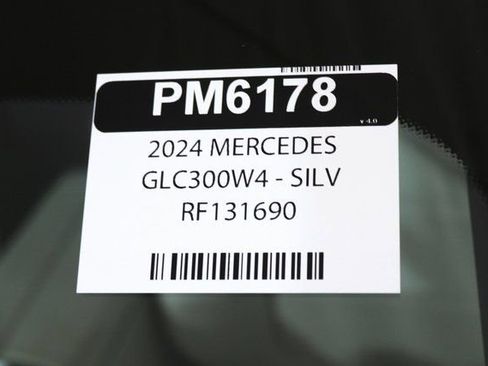 PM6178
v 4.0
2024 MERCEDES
GLC300W4 - SILV
RF131690